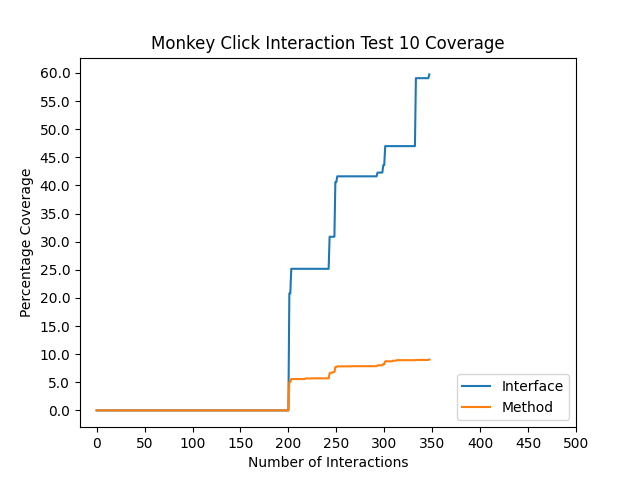 Monkey Click Interaction Test 10 Coverage
Percentage Coverage
60.0
55.0
50.0
45.0
40.0
35.0
30.0
25.0
20.0
15.0
10.0
5.0
0.0
Interface
Method
0 50 100 150 200 250 300 350 400 450 500
Number of Interactions